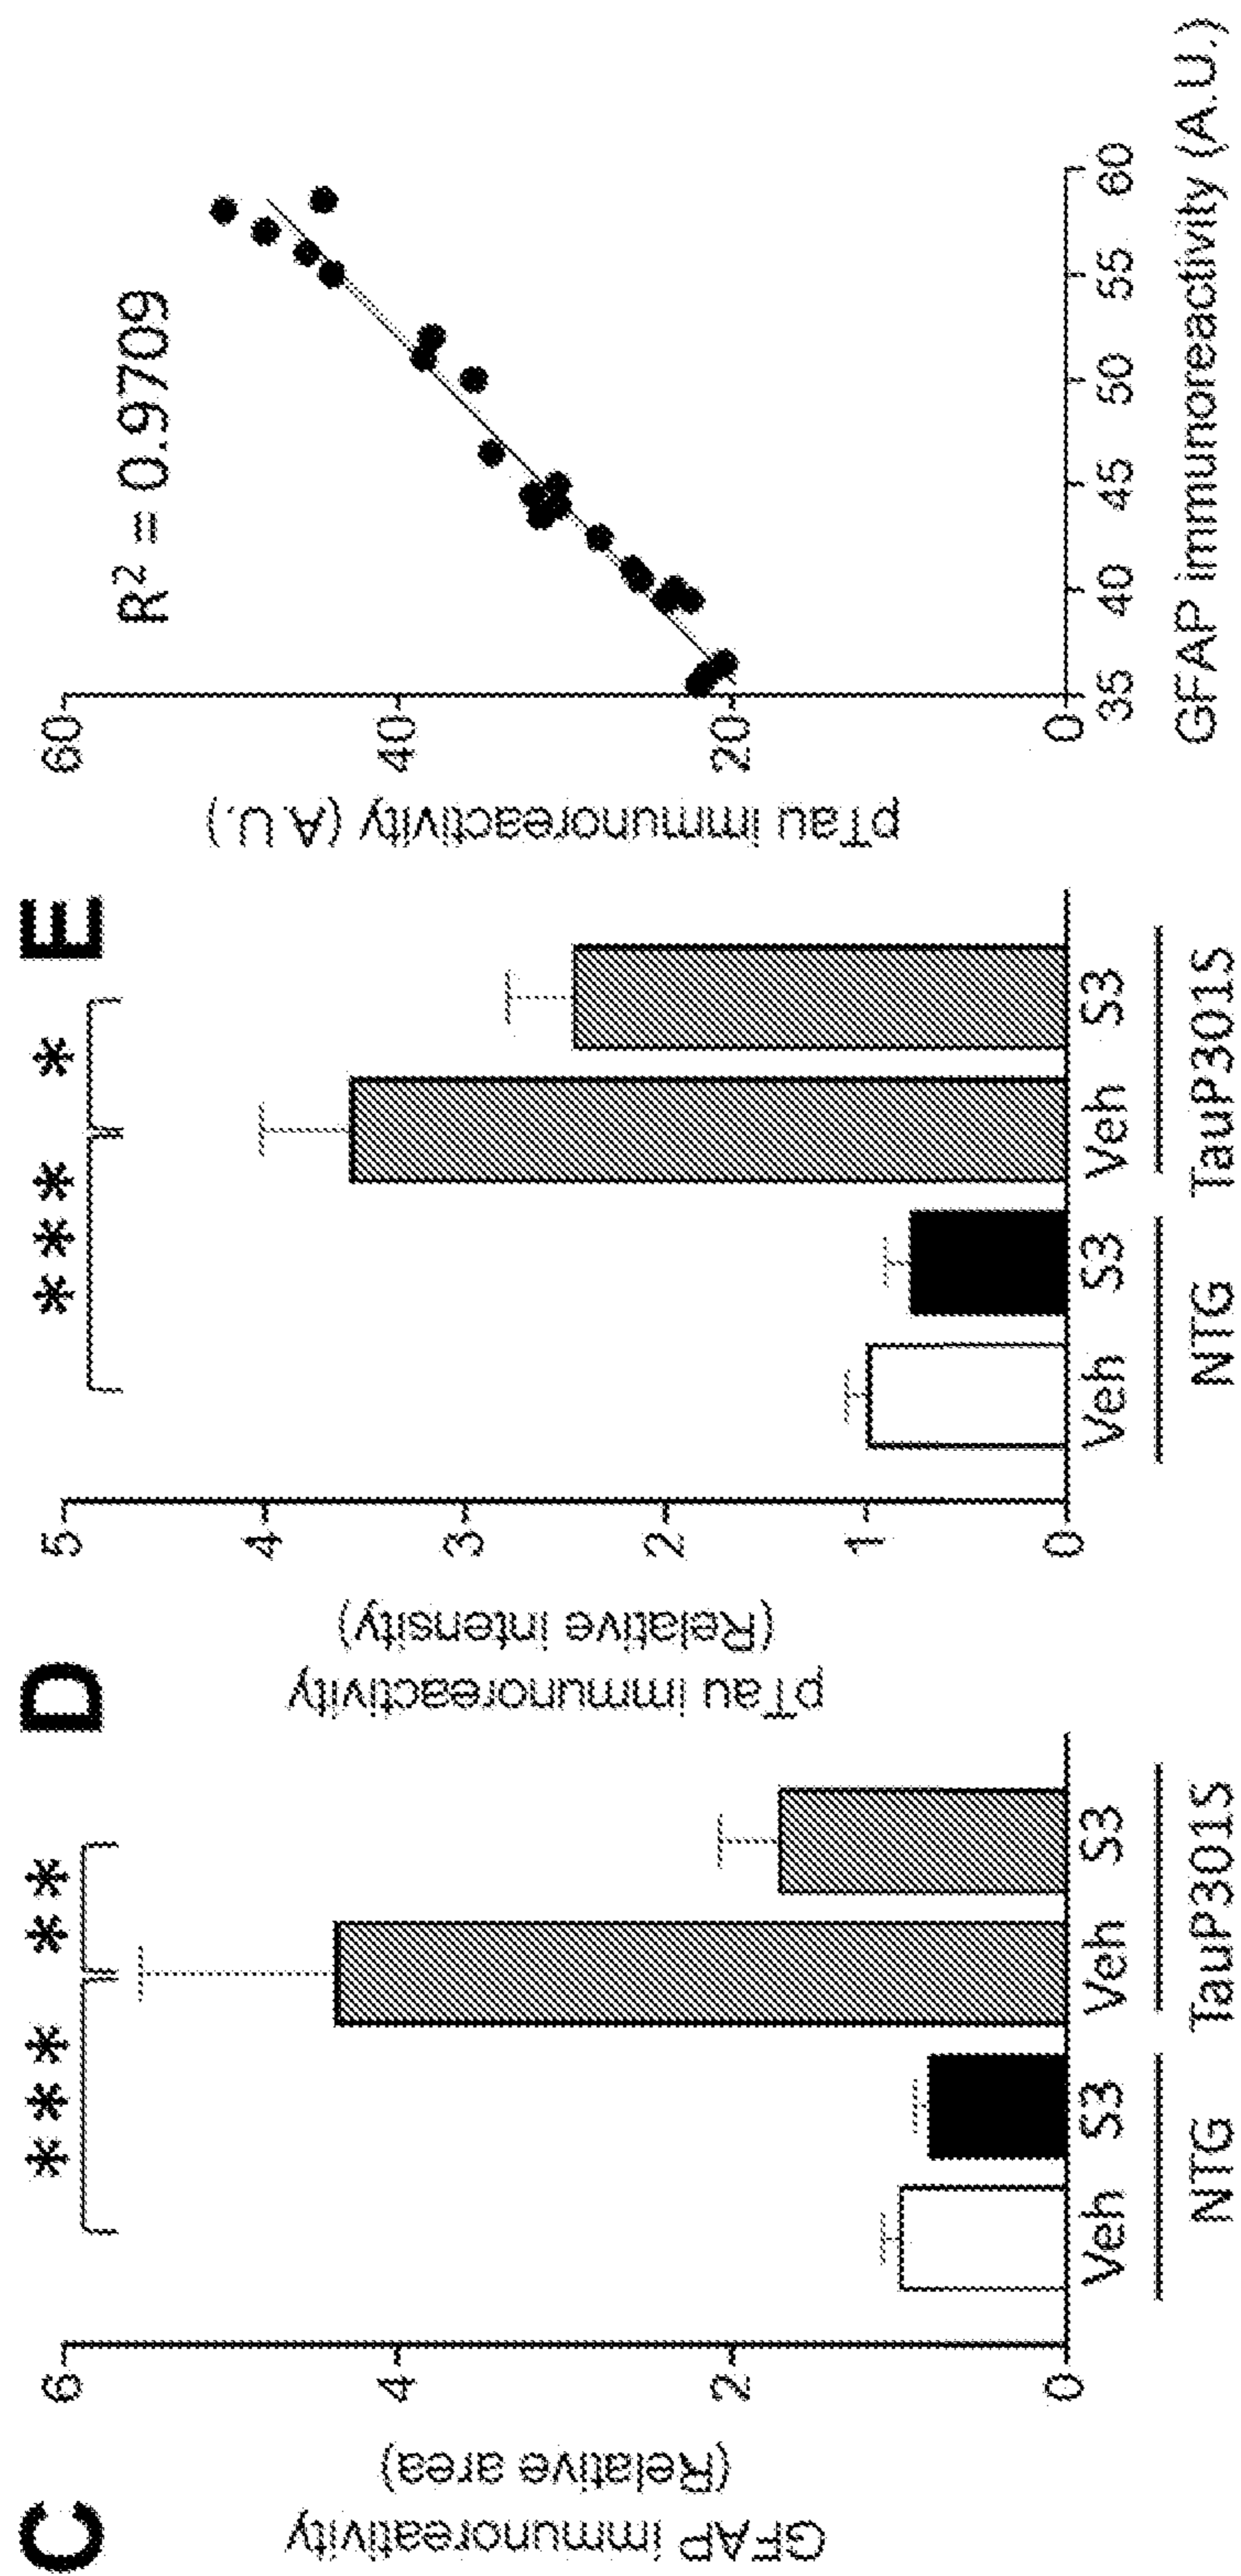 C
GFAP immunoreativity
(Relative area)
6
4
2
0
*** **
Veh S3 Veh S3
NTG TauP301S
D
pTau immunoreactivity
(Relative intensity)
5
4
3
2
1
0
*** *
Veh S3 Veh S3
NTG TauP301S
E
pTau immunoreactivity (A.U.)
60
40
20
0
R² = 0.9709
35 40 45 50 55 60
GFAP immunoreactivity (A.U.)